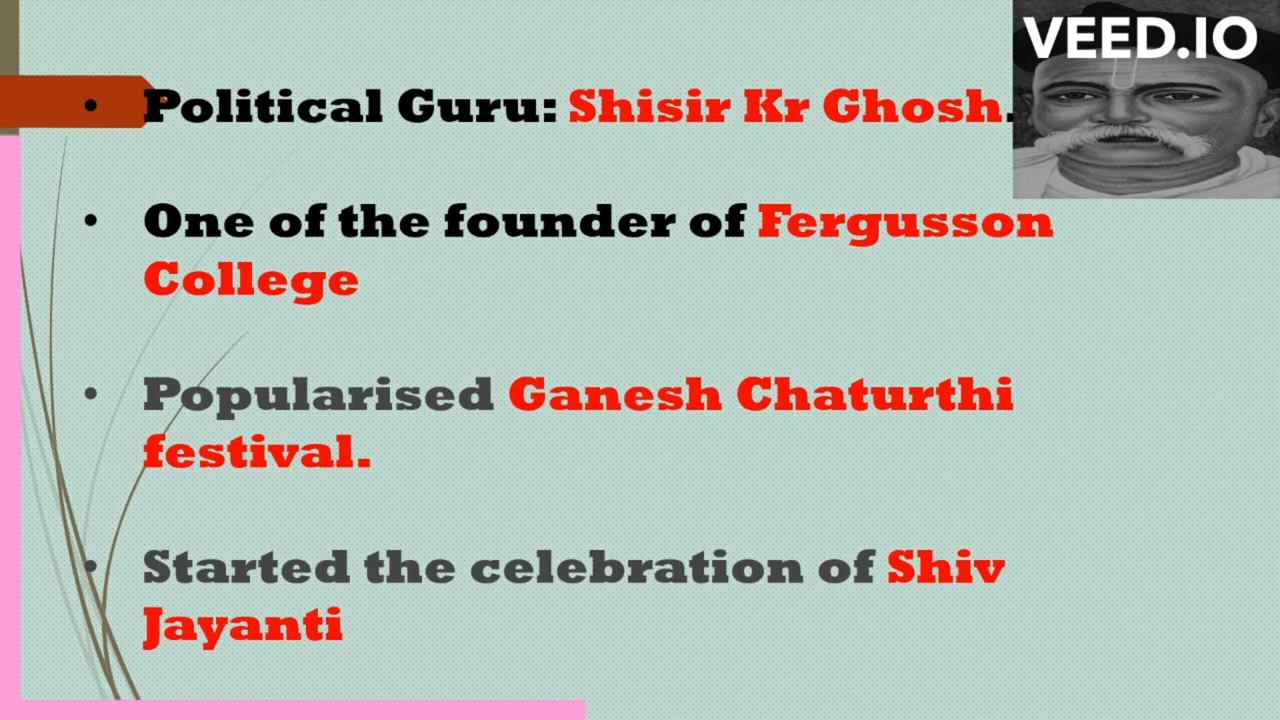 VEED.IO
• Political Guru: Shisir Kr Ghosh.
• One of the founder of Fergusson
College
• Popularised Ganesh Chaturthi
festival.
• Started the celebration of Shiv
Jayanti